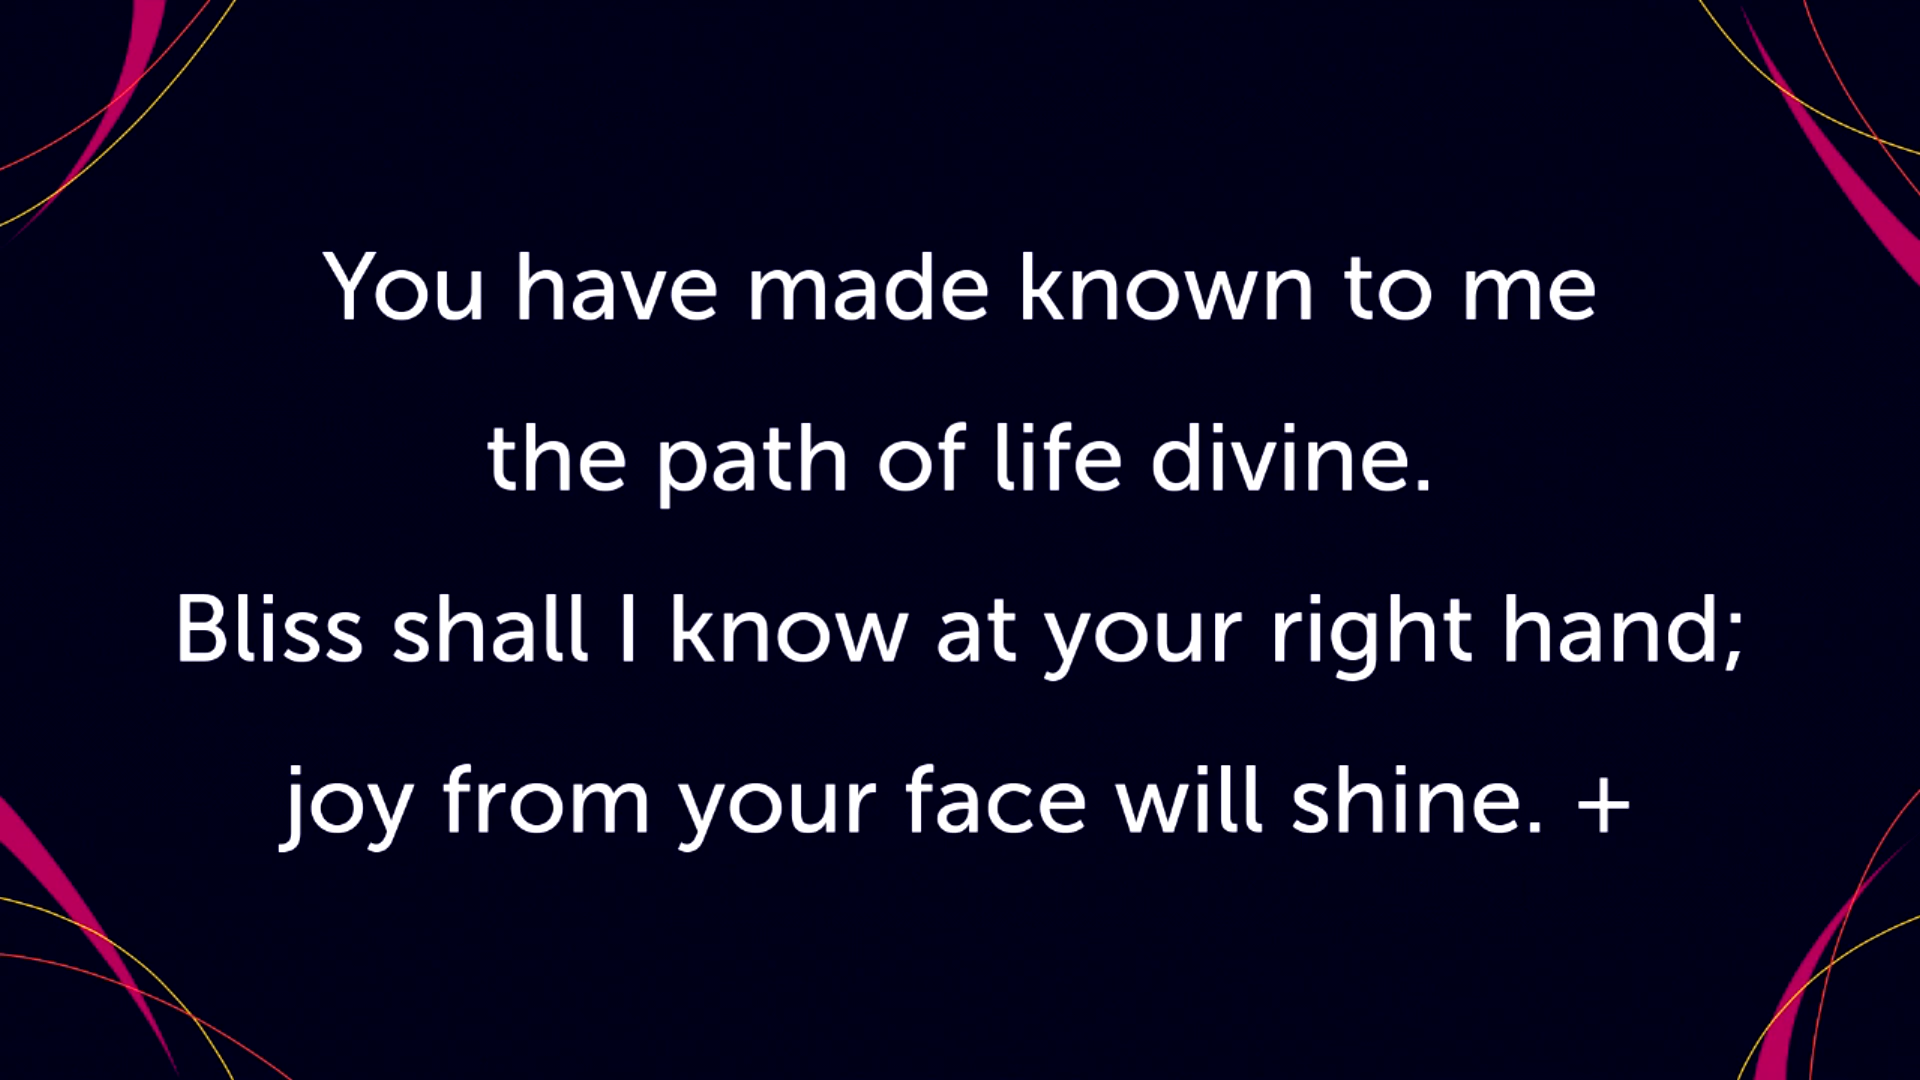 You have made known to me
the path of life divine.
Bliss shall I know at your right hand;
joy from your face will shine. +